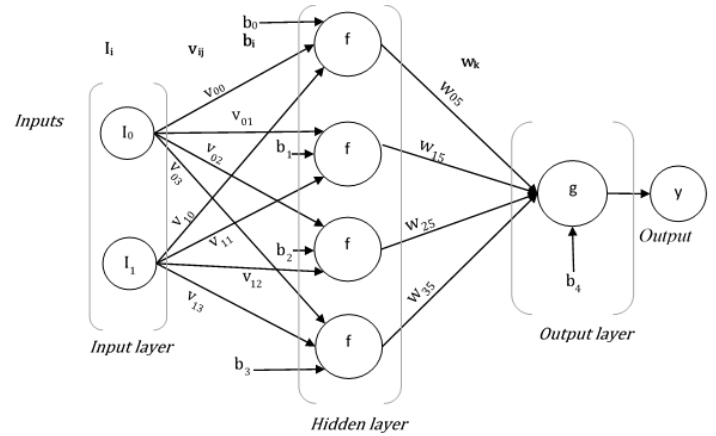 b₀
bᵢ
Iᵢ
vᵢⱼ
wₖ
f
Inputs
I₀
v₀₀
v₀₁
v₀₂
v₀₃
b₁
f
W₀₅
W₁₅
g
y
Output
I₁
v₁₀
v₁₁
v₁₂
v₁₃
b₂
f
W₂₅
W₃₅
b₄
Input layer
b₃
f
Output layer
Hidden layer